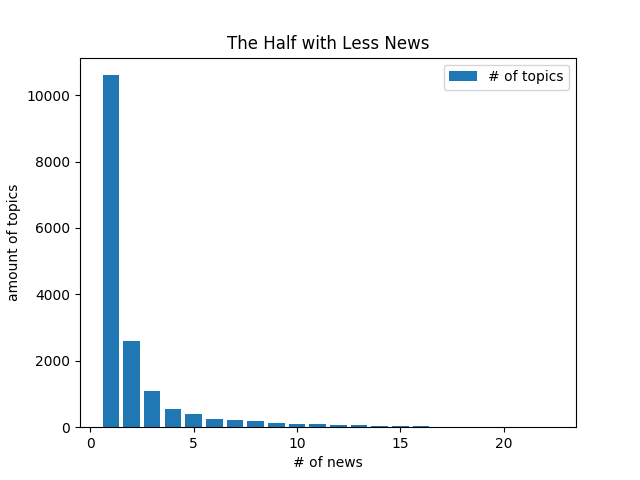 The Half with Less News
# of topics
amount of topics
10000
8000
6000
4000
2000
0
0 5 10 15 20
# of news